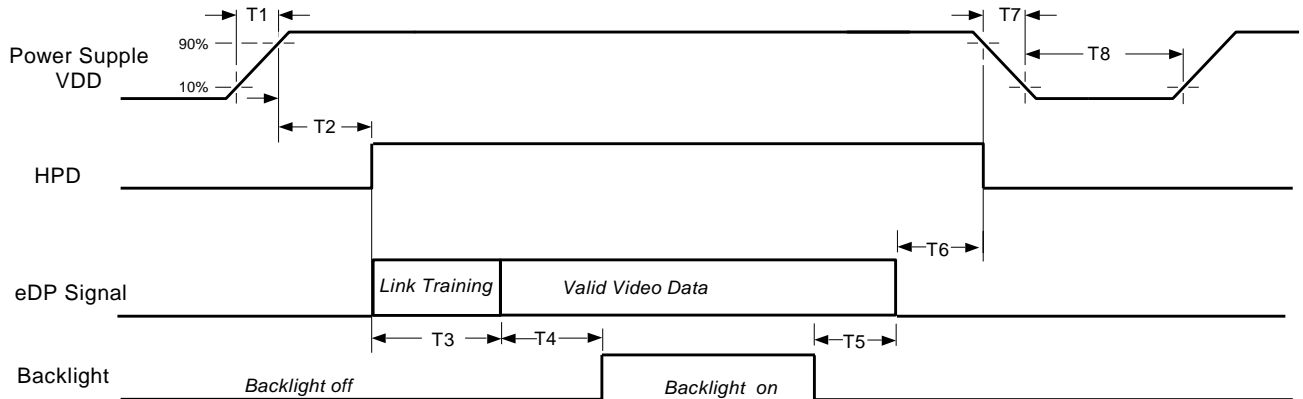 T1
T7
90%
Power Supple
VDD
T8
10%
T2
HPD
T6
Link Training
Valid Video Data
eDP Signal
T3
T4
T5
Backlight
Backlight off
Backlight on